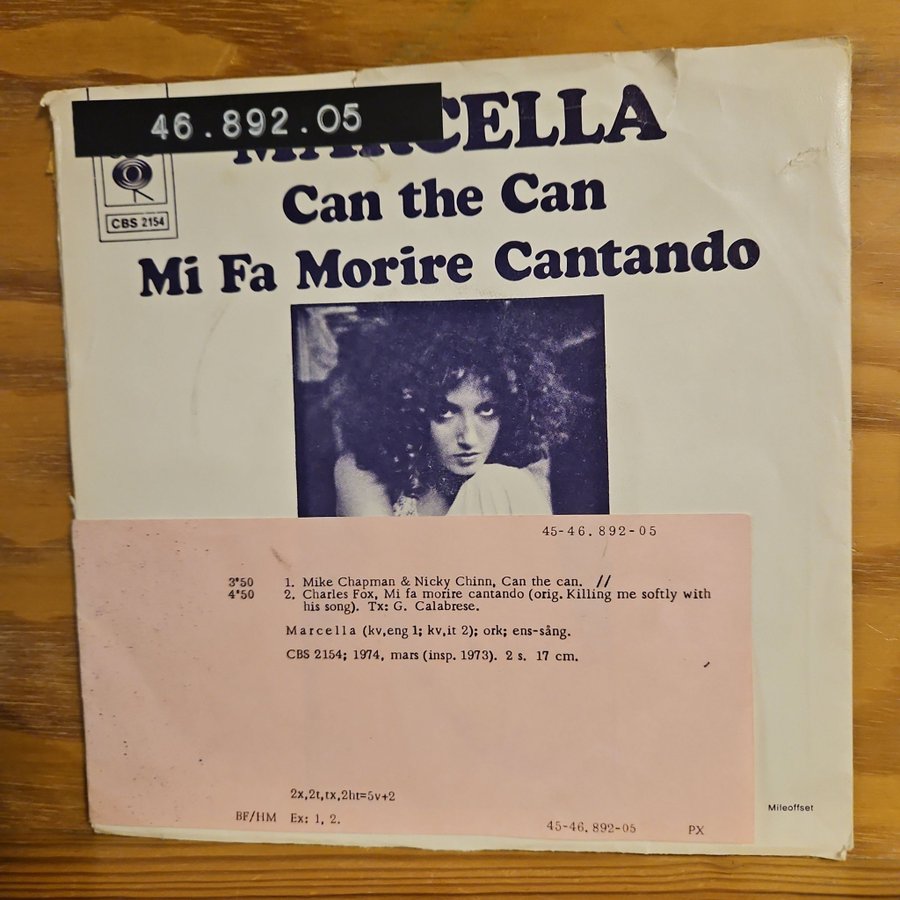 46.892.05
MARCELLA
CBS 2154
Can the Can
Mi Fa Morire Cantando
45-46.892-05
3'50 1. Mike Chapman & Nicky Chinn, Can the can. //
4'50 2. Charles Fox, Mi fa morire cantando (orig. Killing me softly with
his song). Tx: G. Calabrese.
Marcella (kv,eng 1; kv,it 2); ork; ens-sång.
CBS 2154; 1974, mars (insp. 1973). 2 s. 17 cm.
2x,2t,tx,2ht=5v+2
BF/HM Ex: 1, 2.
45-46.892-05 PX
Mileoffset